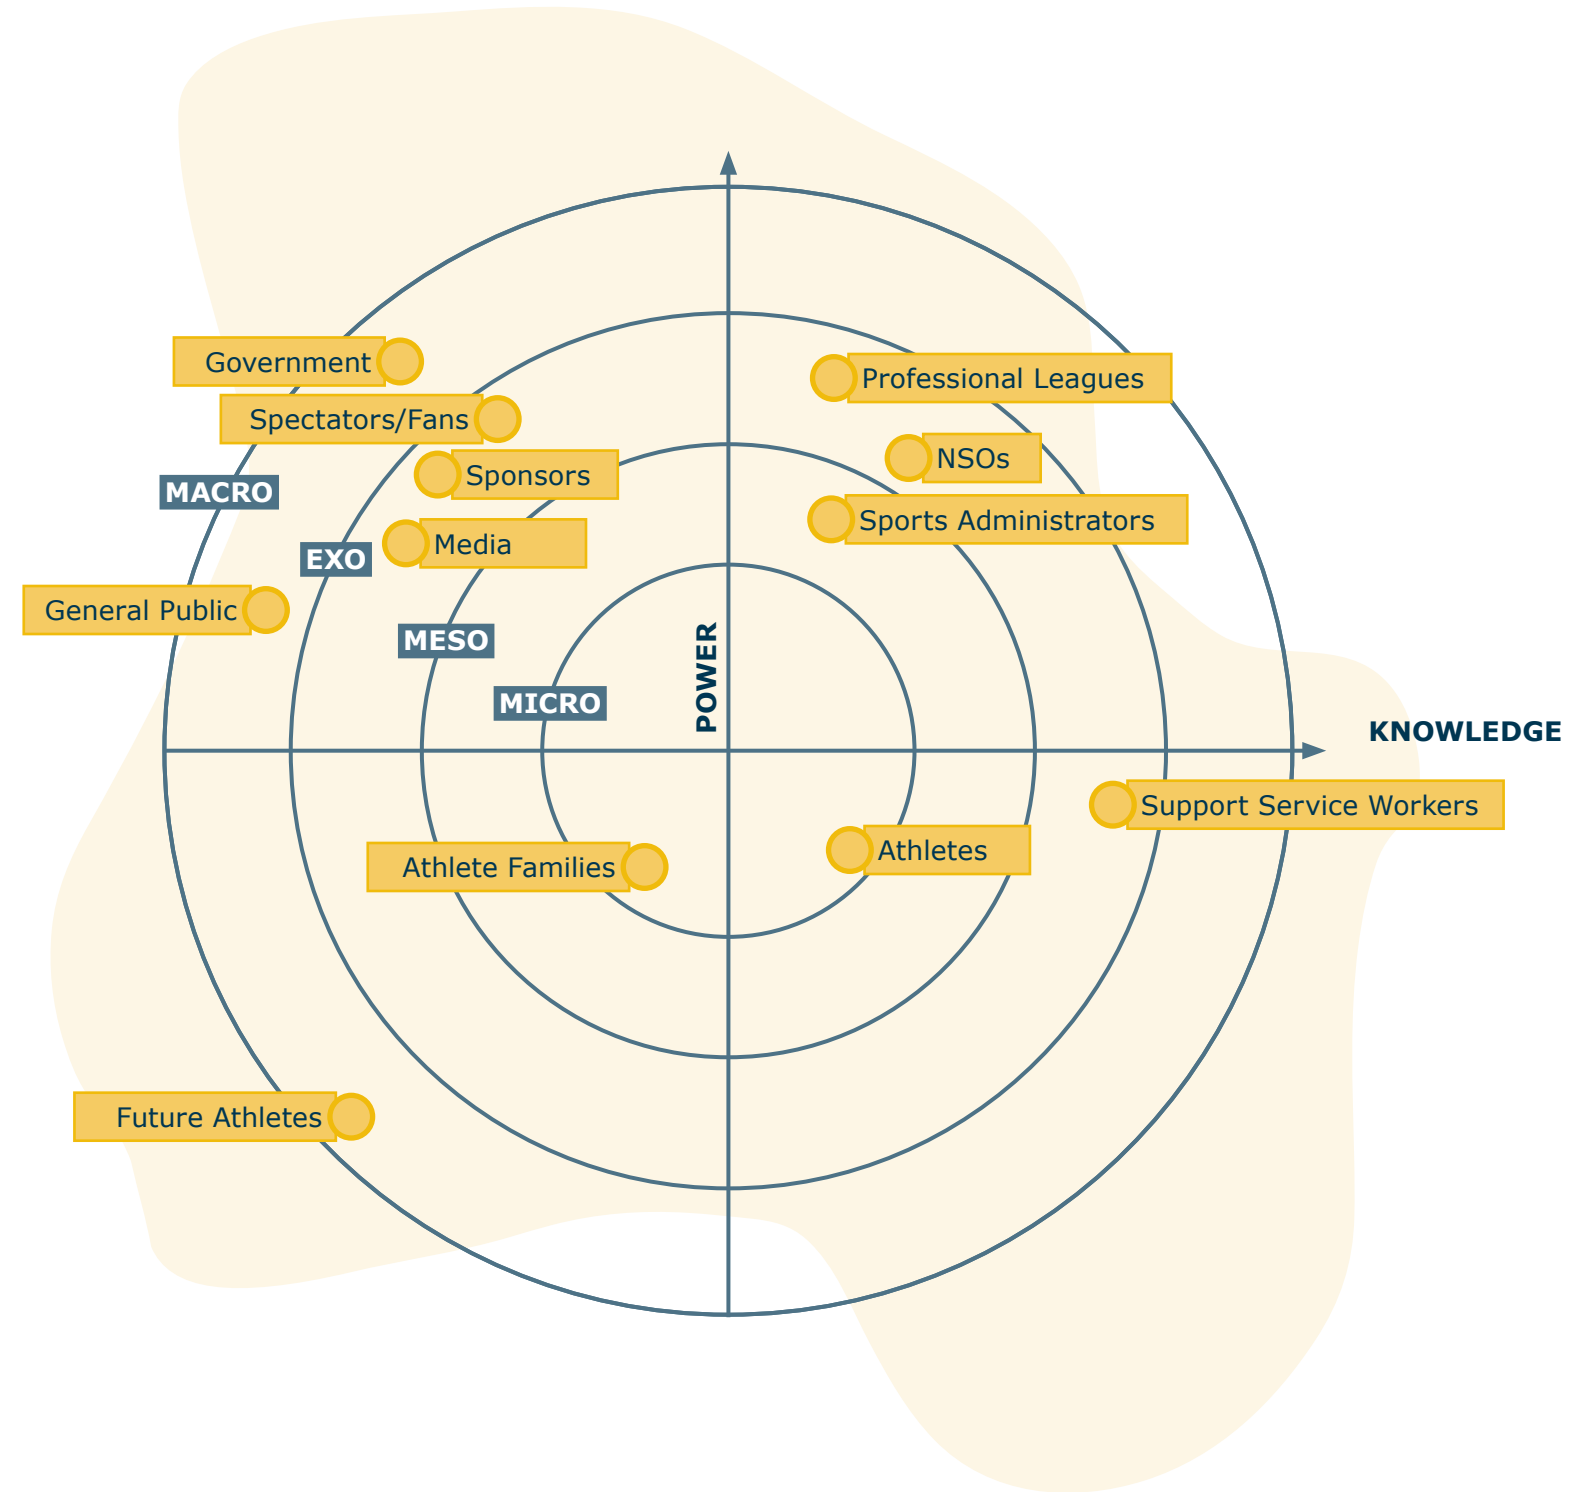 Government
Professional Leagues
Spectators/Fans
NSOs
Sponsors
MACRO
Sports Administrators
Media
EXO
General Public
MESO
POWER
MICRO
KNOWLEDGE
Support Service Workers
Athletes
Athlete Families
Future Athletes